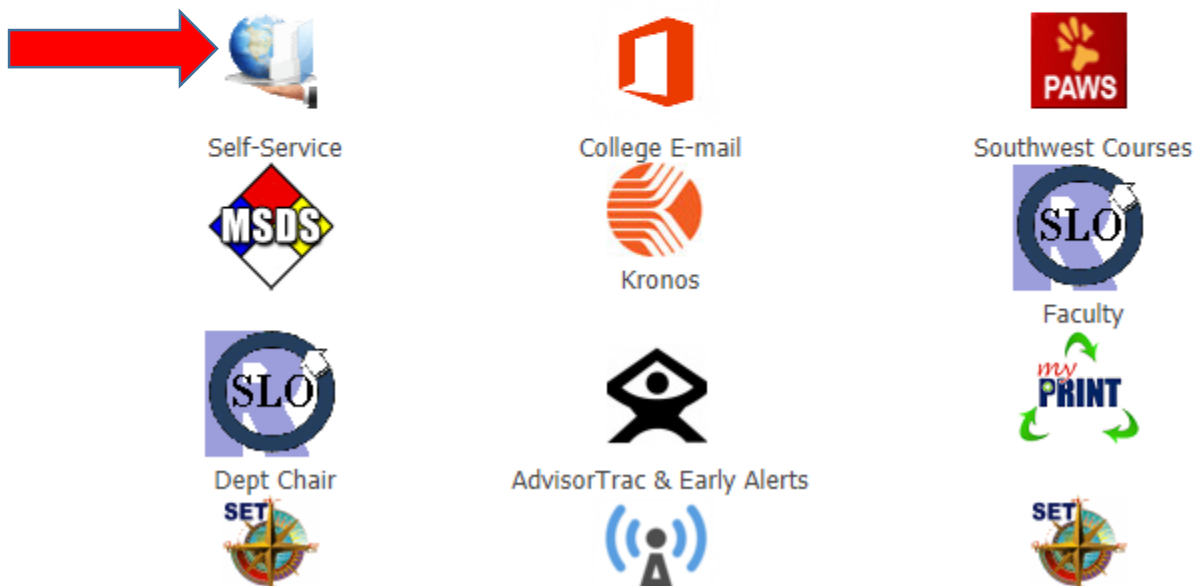 PAWS
Self-Service
College E-mail
Southwest Courses
MSDS
Kronos
SLO
Faculty
SLO
my
PRINT
Dept Chair
AdvisorTrac & Early Alerts
SET
SET